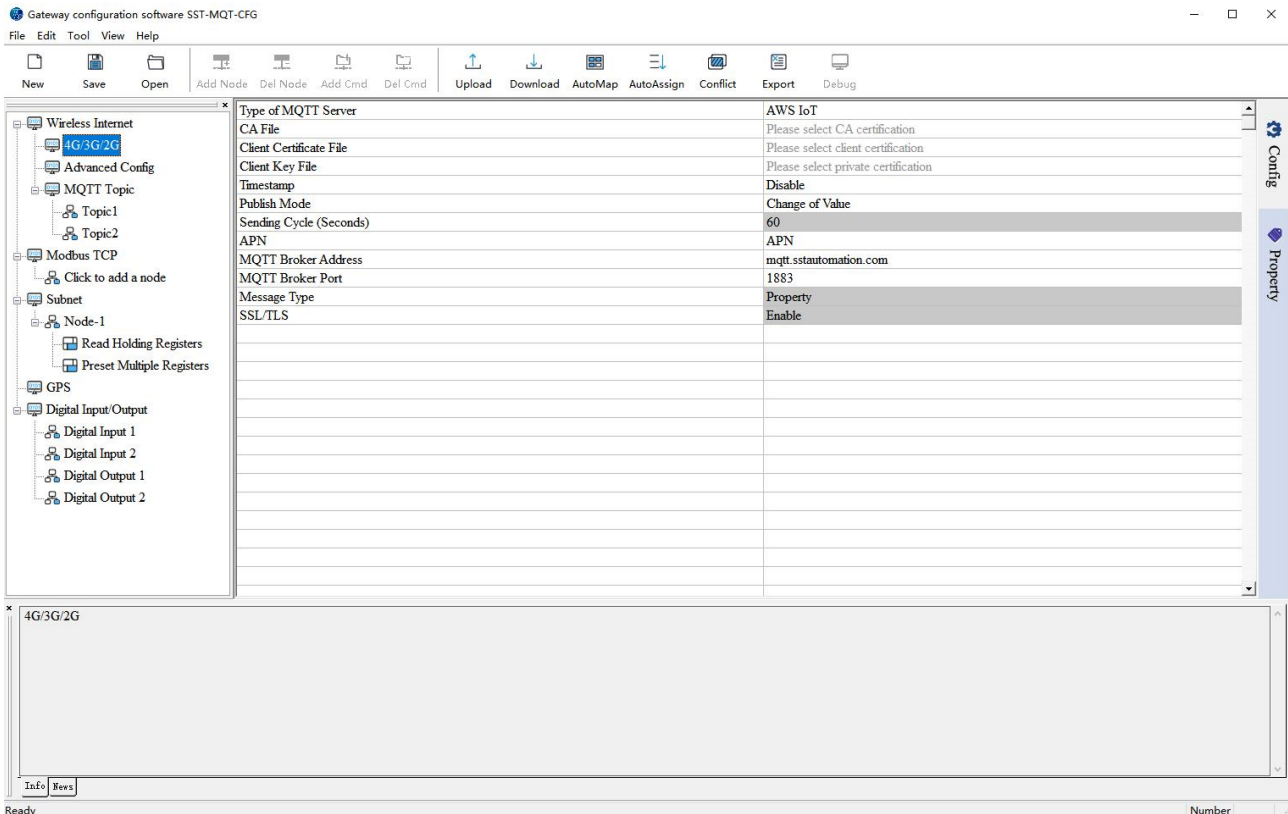 Gateway configuration software SST-MQT-CFG
File Edit Tool View Help
New Save Open Add Node Del Node Add Cmd Del Cmd Upload Download AutoMap AutoAssign Conflict Export Debug
Wireless Internet
4G/3G/2G
Advanced Config
MQTT Topic
Topic1
Topic2
Modbus TCP
Click to add a node
Subnet
Node-1
Read Holding Registers
Preset Multiple Registers
GPS
Digital Input/Output
Digital Input 1
Digital Input 2
Digital Output 1
Digital Output 2
Type of MQTT Server AWS IoT
CA File Please select CA certification
Client Certificate File Please select client certification
Client Key File Please select private certification
Timestamp Disable
Publish Mode Change of Value
Sending Cycle (Seconds) 60
APN APN
MQTT Broker Address mqtt.sstautomation.com
MQTT Broker Port 1883
Message Type Property
SSL/TLS Enable
Config
Property
4G/3G/2G
Info News
Ready Number